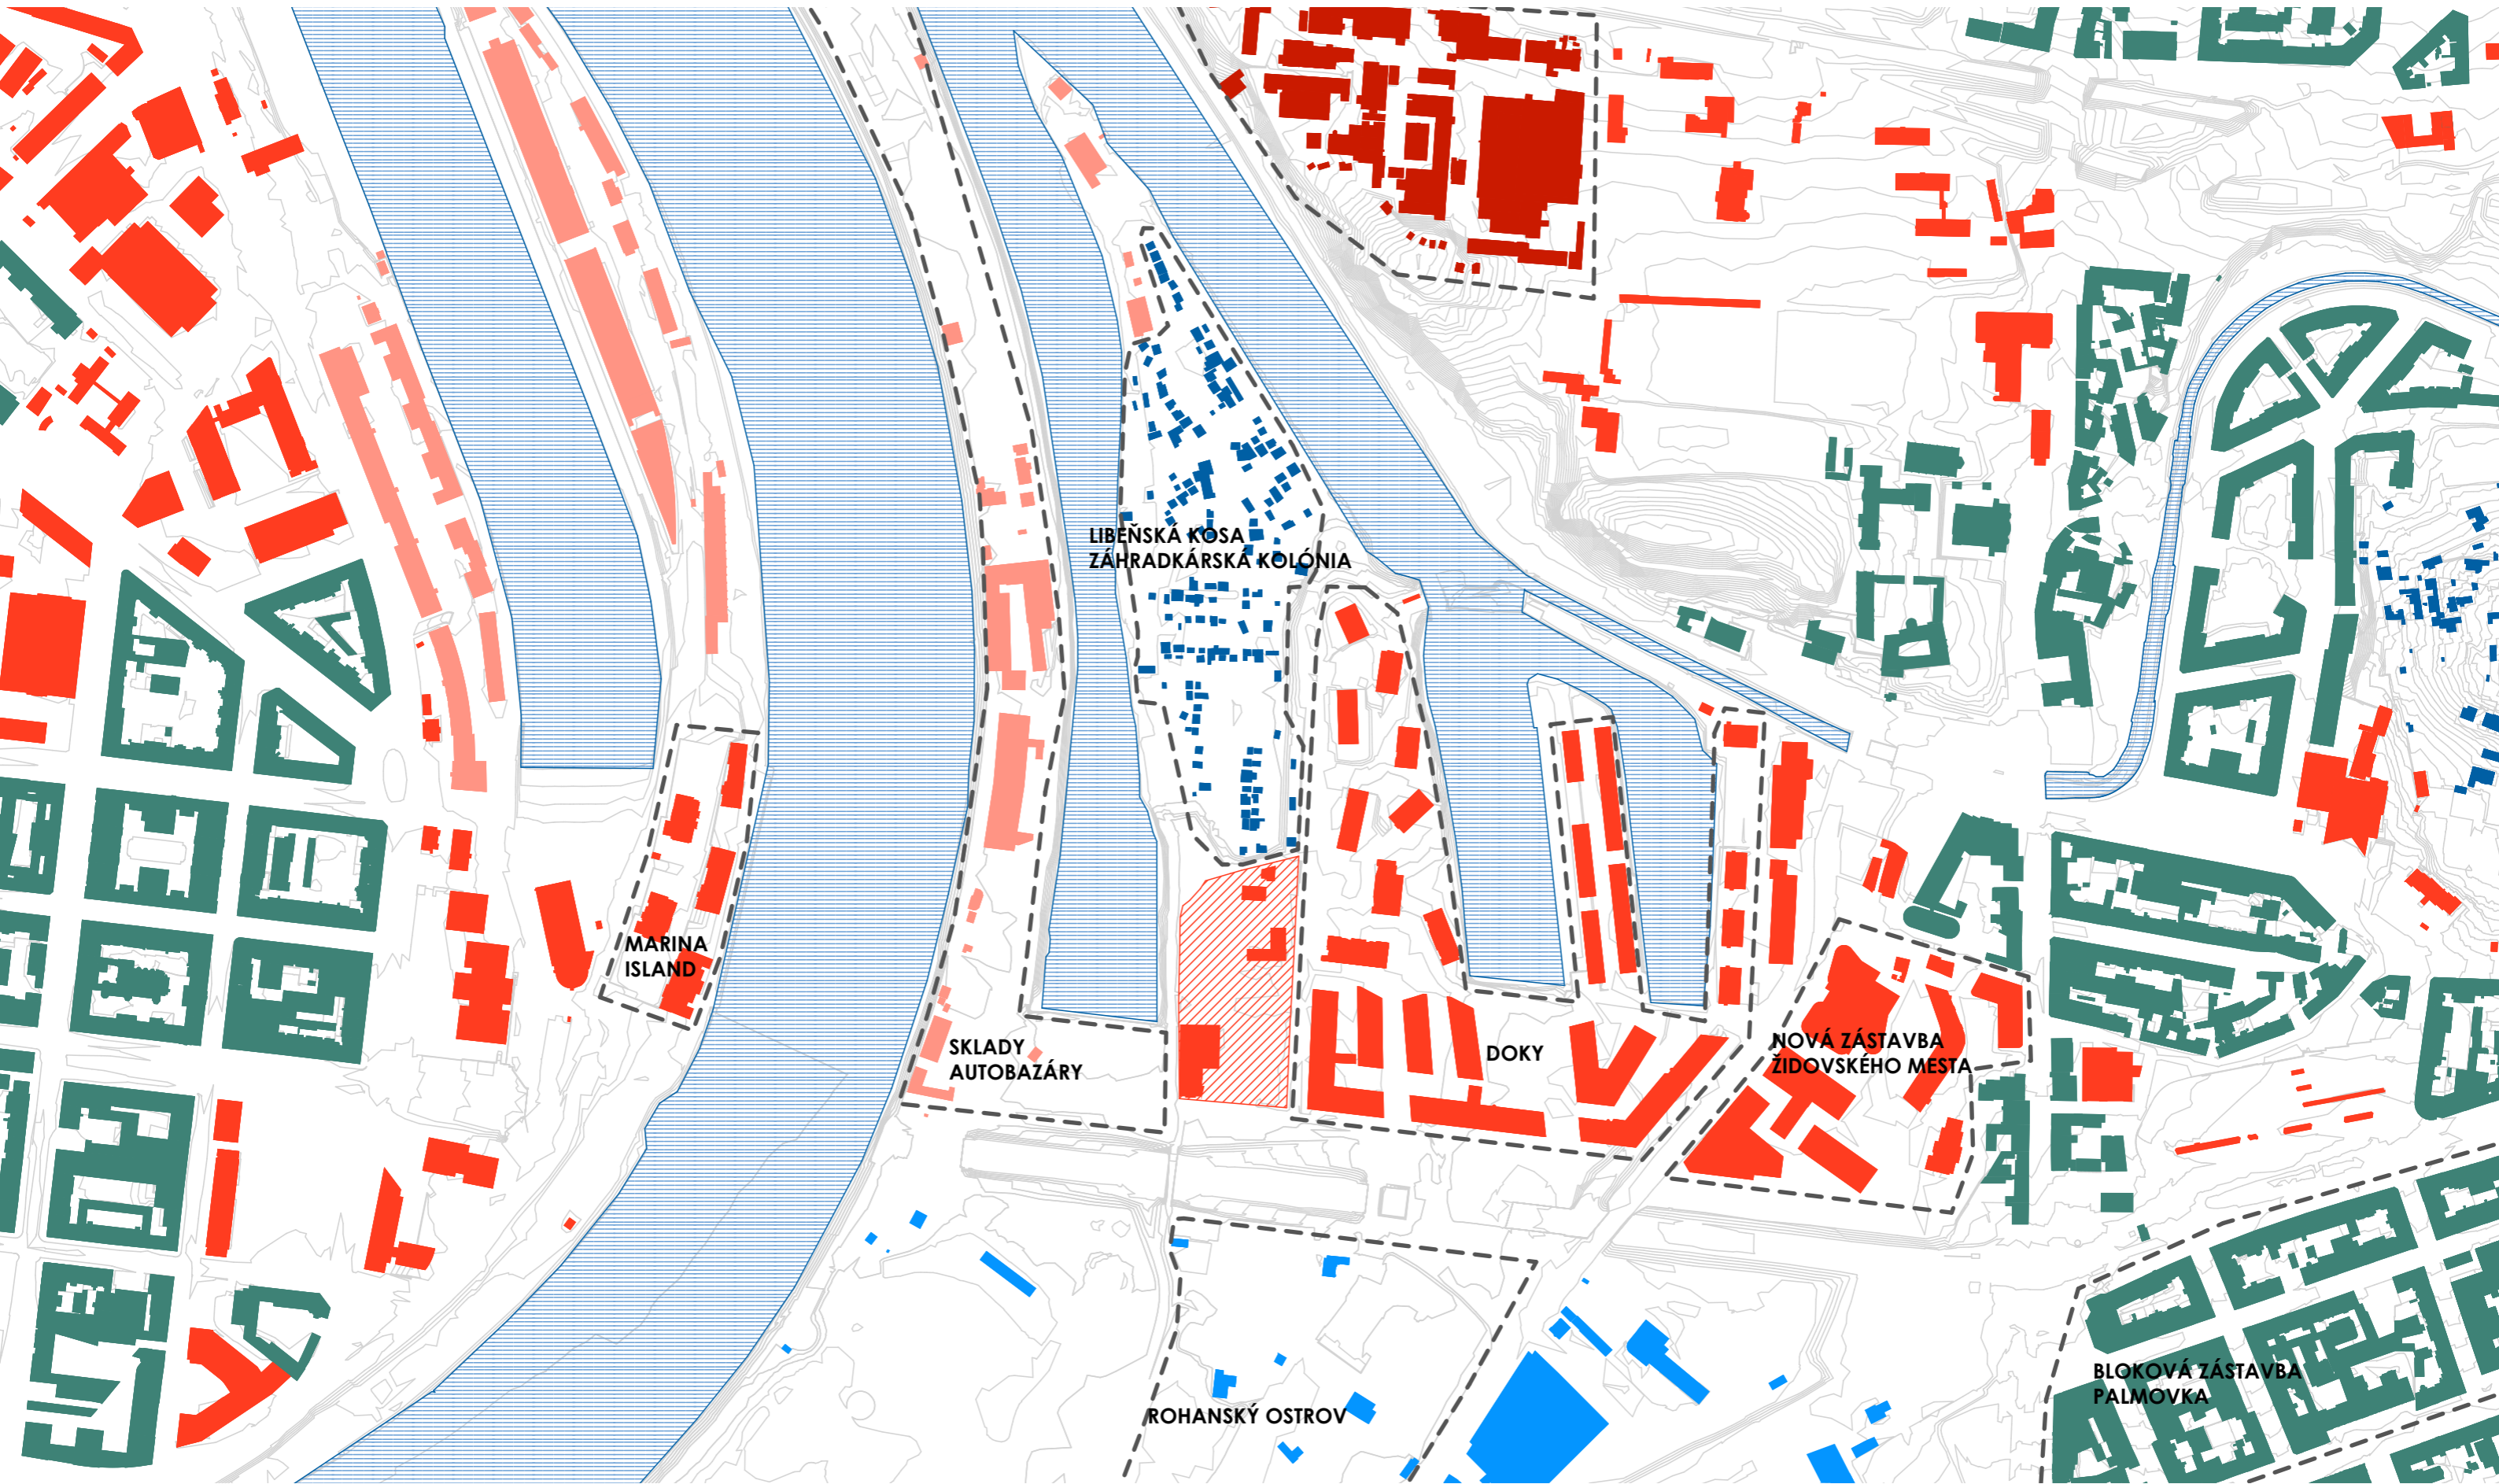 LIBEŇSKÁ KOSA
ZÁHRADKÁRSKÁ KOLÓNIA
MARINA
ISLAND
SKLADY
AUTOBAZÁRY
DOKY
NOVÁ ZÁSTAVBA
ŽIDOVSKÉHO MESTA
ROHANSKÝ OSTROV
BLOKOVÁ ZÁSTAVBA
PALMOVKA